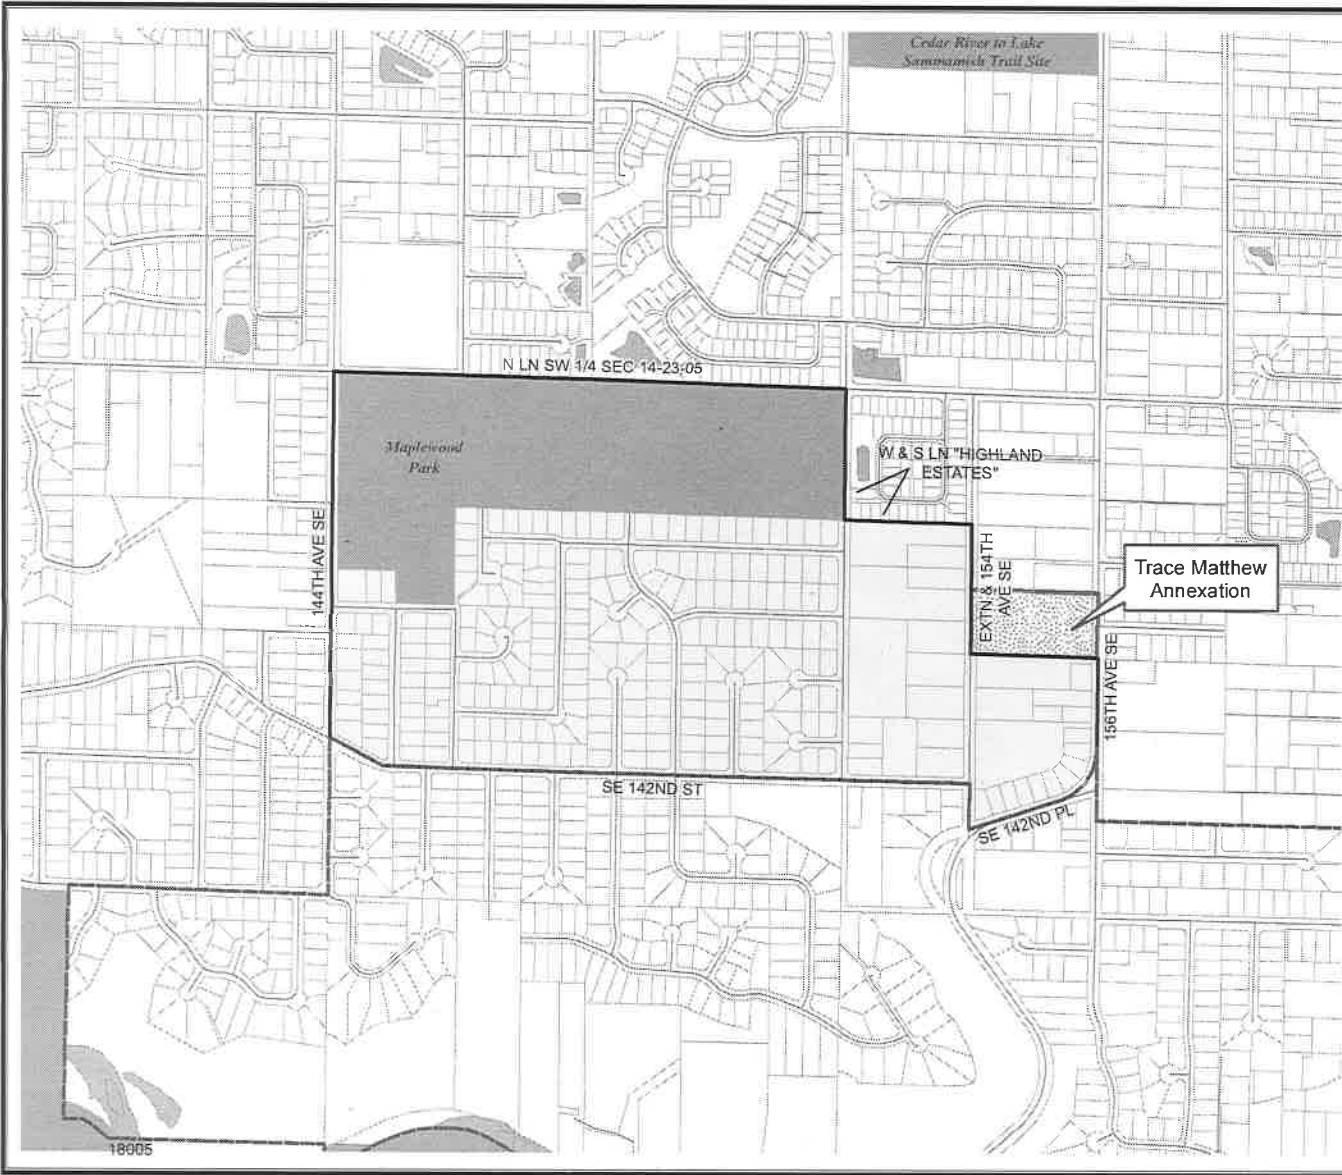 Cedar River to Lake
Sammamish Trail Site
N LN SW 1/4 SEC 14-23-05
Maplewood
Park
W & S LN "HIGHLAND
ESTATES"
144TH AVE SE
EXTN & 154TH
AVE SE
Trace Matthew
Annexation
156TH AVE SE
SE 142ND ST
SE 142ND PL
18005